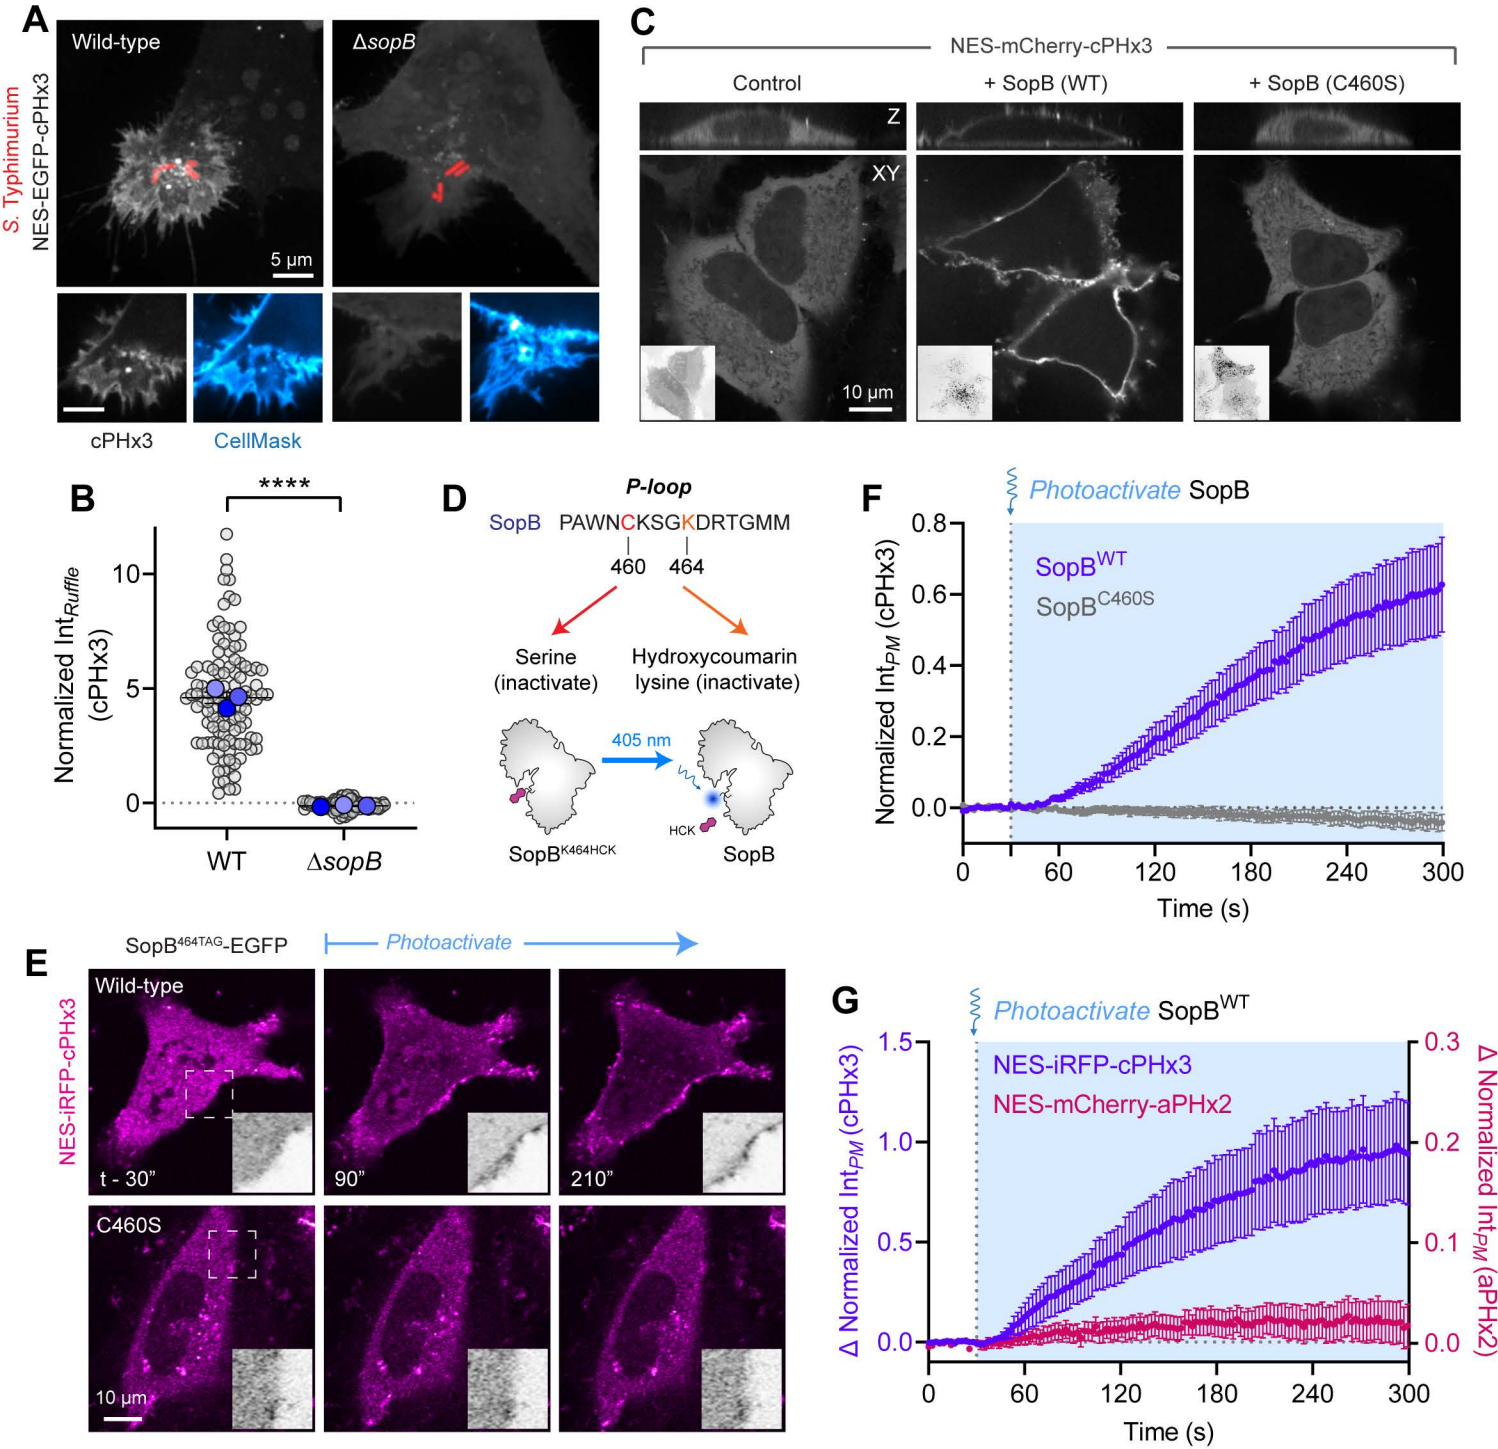 A
Wild-type
ΔsopB
S. Typhimurium
NES-EGFP-cPHx3
5 µm
cPHx3
CellMask
B
****
Normalized IntRuffle
(cPHx3)
10
5
0
WT
ΔsopB
C
NES-mCherry-cPHx3
Control
+ SopB (WT)
+ SopB (C460S)
Z
XY
10 µm
D
P-loop
SopB PAWNCKSGKDRTGMM
460
464
Serine
(inactivate)
Hydroxycoumarin
lysine (inactivate)
405 nm
HCK
SopBK464HCK
SopB
E
SopB464TAG-EGFP
Photoactivate
NES-iRFP-cPHx3
Wild-type
t - 30”
90”
210”
C460S
10 µm
F
Photoactivate SopB
SopBWT
SopBC460S
Normalized IntPM (cPHx3)
0.8
0.6
0.4
0.2
0.0
0
60
120
180
240
300
Time (s)
G
Photoactivate SopBWT
NES-iRFP-cPHx3
NES-mCherry-aPHx2
Δ Normalized IntPM (cPHx3)
1.5
1.0
0.5
0.0
Δ Normalized IntPM (aPHx2)
0.3
0.2
0.1
0.0
0
60
120
180
240
300
Time (s)